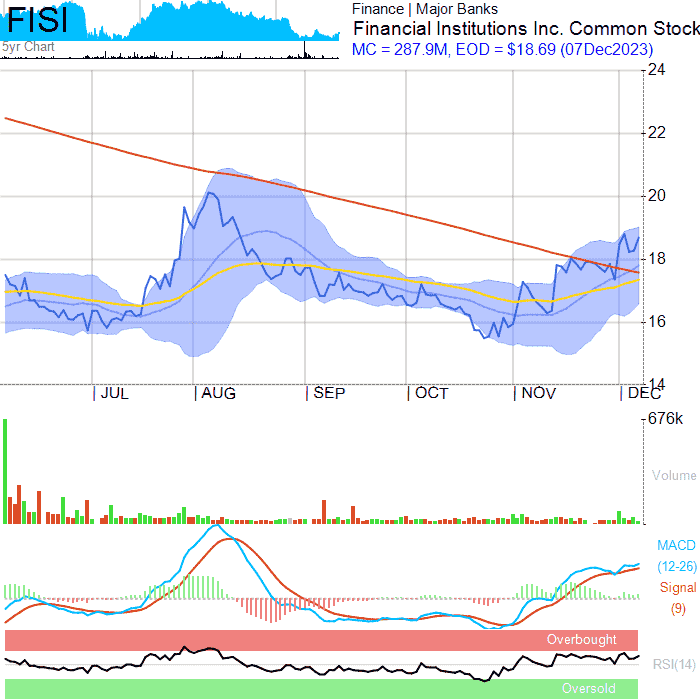 FISI
5yr Chart
Finance | Major Banks
Financial Institutions Inc. Common Stock
MC = 287.9M, EOD = $18.69 (07Dec2023)
24
22
20
18
16
14
JUL AUG SEP OCT NOV DEC
676k
Volume
MACD
(12-26)
Signal
(9)
Overbought
RSI(14)
Oversold